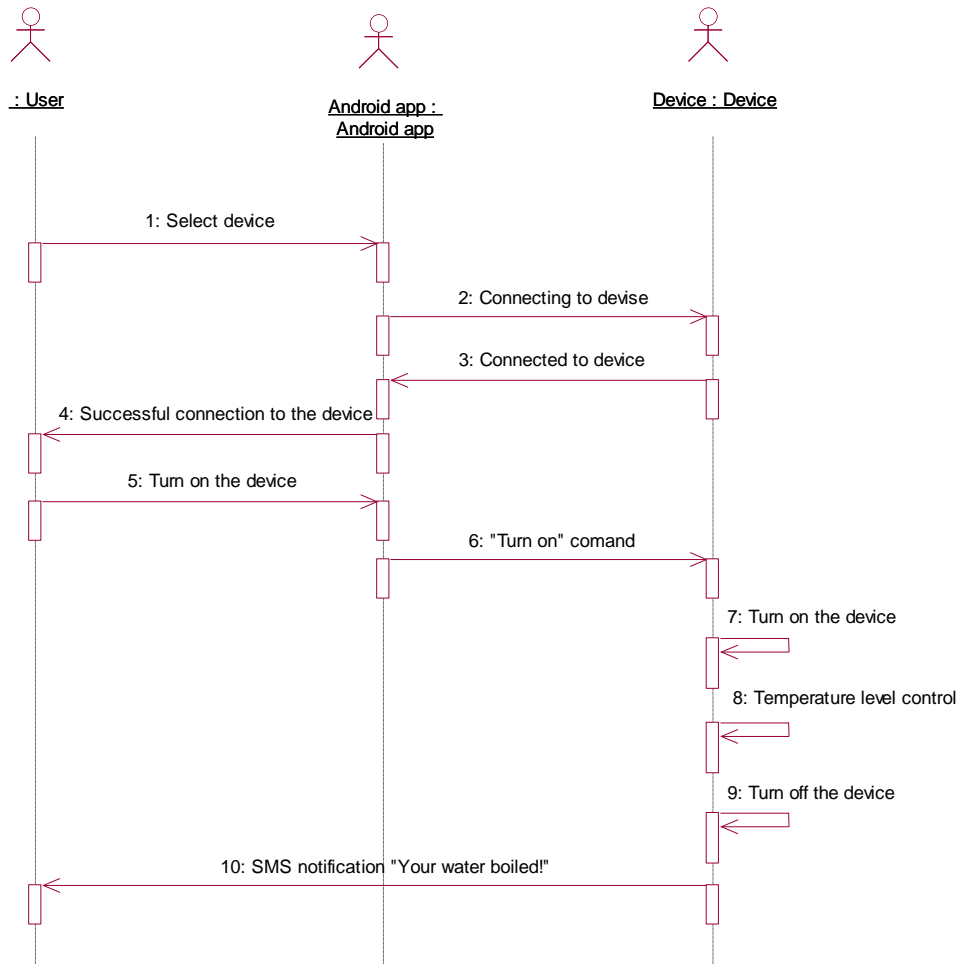 : User
Android app :
Android app
Device : Device
1: Select device
2: Connecting to devise
3: Connected to device
4: Successful connection to the device
5: Turn on the device
6: "Turn on" comand
7: Turn on the device
8: Temperature level control
9: Turn off the device
10: SMS notification "Your water boiled!"